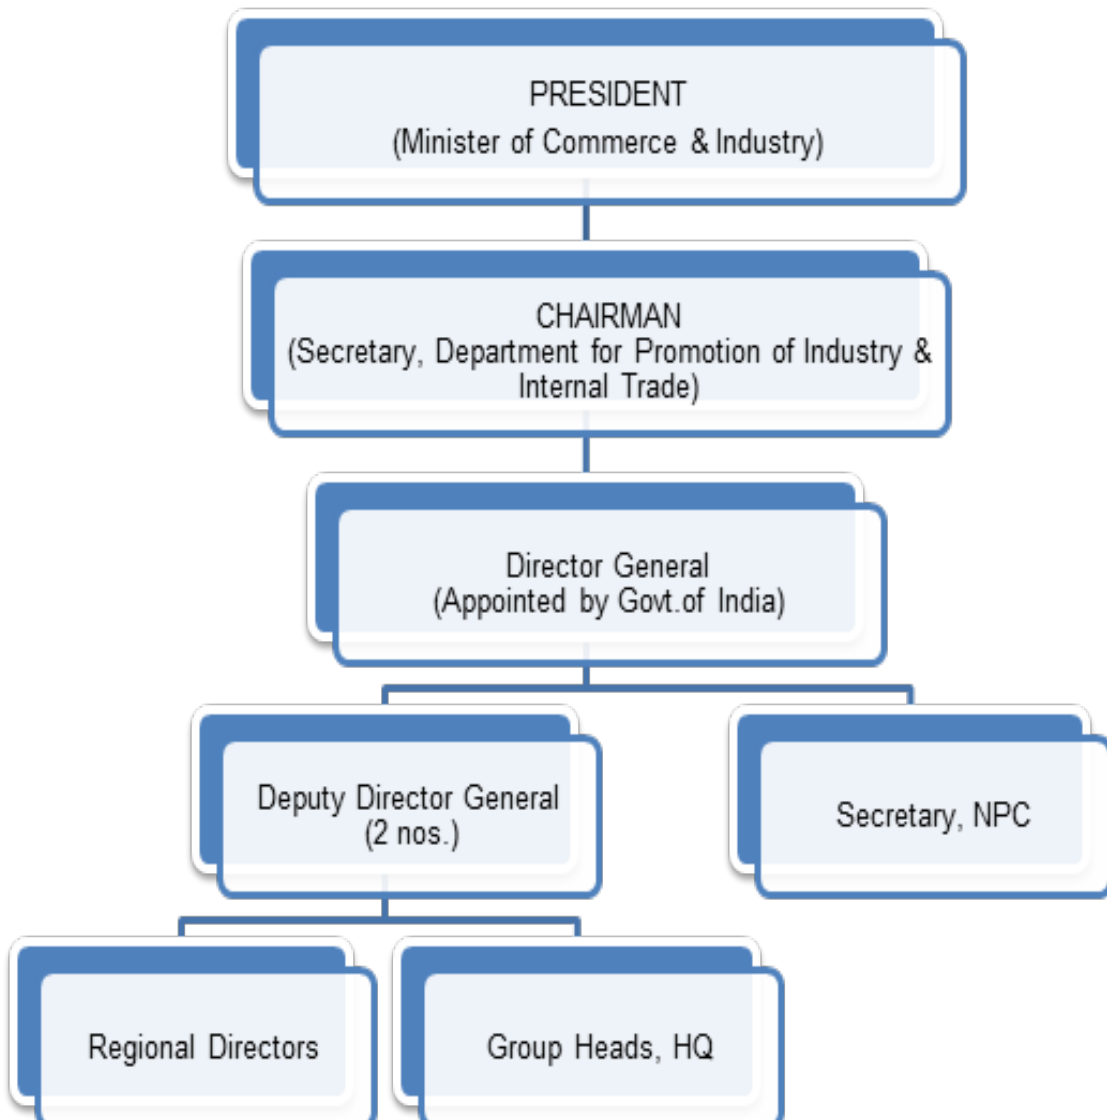 PRESIDENT
(Minister of Commerce & Industry)
CHAIRMAN
(Secretary, Department for Promotion of Industry &
Internal Trade)
Director General
(Appointed by Govt.of India)
Deputy Director General
(2 nos.)
Secretary, NPC
Regional Directors
Group Heads, HQ